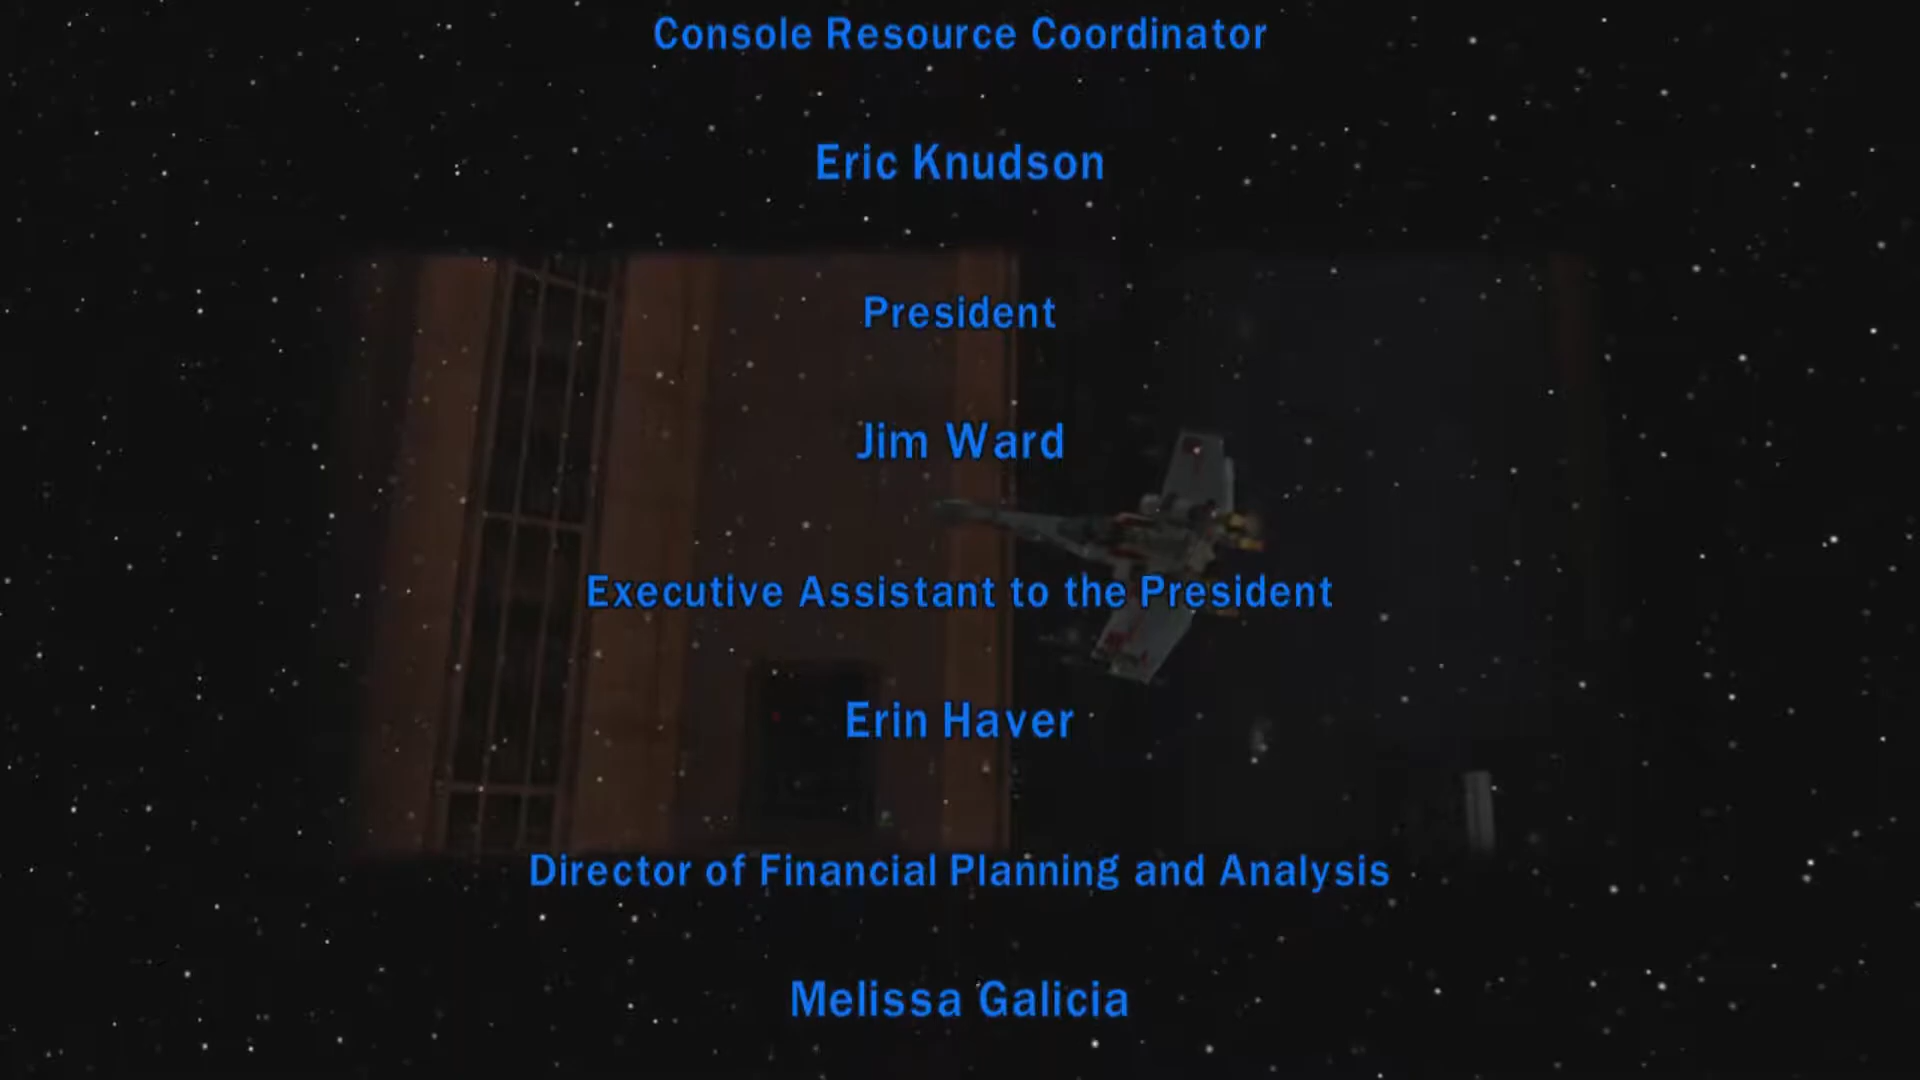 Console Resource Coordinator
Eric Knudson
President
Jim Ward
Executive Assistant to the President
Erin Haver
Director of Financial Planning and Analysis
Melissa Galicia